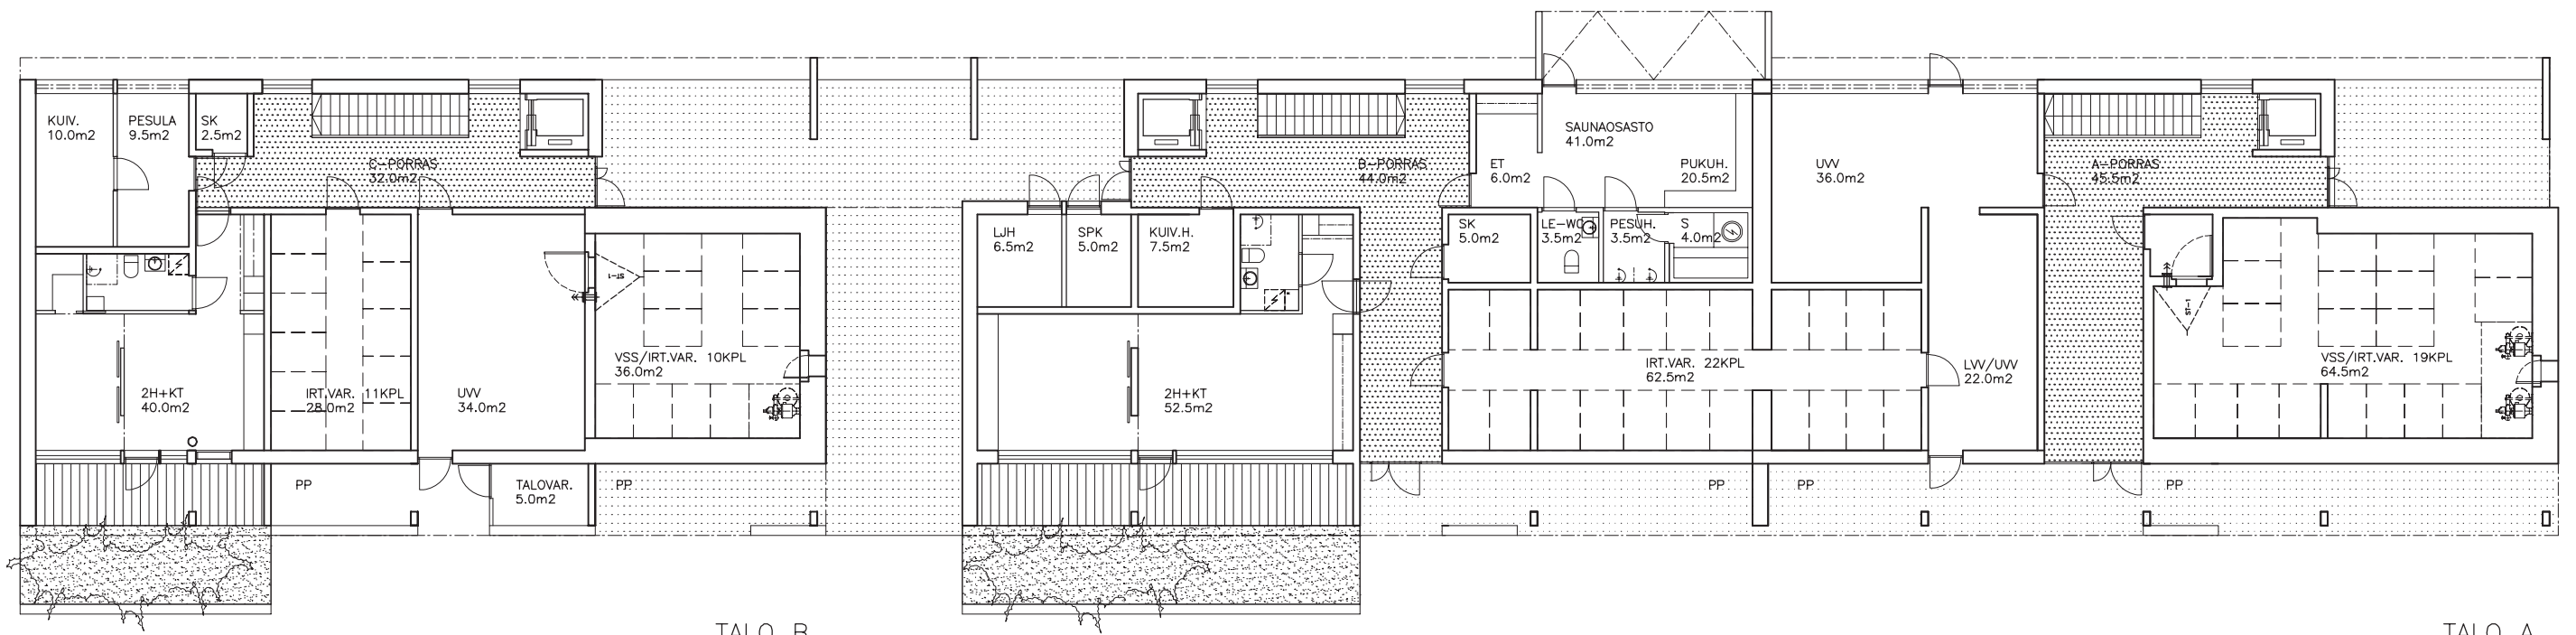 KUIV.
10.0m2
PESULA
9.5m2
SK
2.5m2
C-PORRAS
32.0m2
2H+KT
40.0m2
IRT.VAR. 11KPL
28.0m2
UVV
34.0m2
VSS/IRT.VAR. 10KPL
36.0m2
ST-1
PP
TALOVAR.
5.0m2
PP
LJH
6.5m2
SPK
5.0m2
KUIV.H.
7.5m2
2H+KT
52.5m2
B-PORRAS
44.0m2
ET
6.0m2
SAUNAOSASTO
41.0m2
PUKUH.
20.5m2
SK
5.0m2
LE-WC
3.5m2
PESUH.
3.5m2
S
4.0m2
IRT.VAR. 22KPL
62.5m2
UVV
36.0m2
LVV/UVV
22.0m2
A-PORRAS
45.5m2
ST-1
VSS/IRT.VAR. 19KPL
64.5m2
PP
PP
PP
TALO B
TALO A